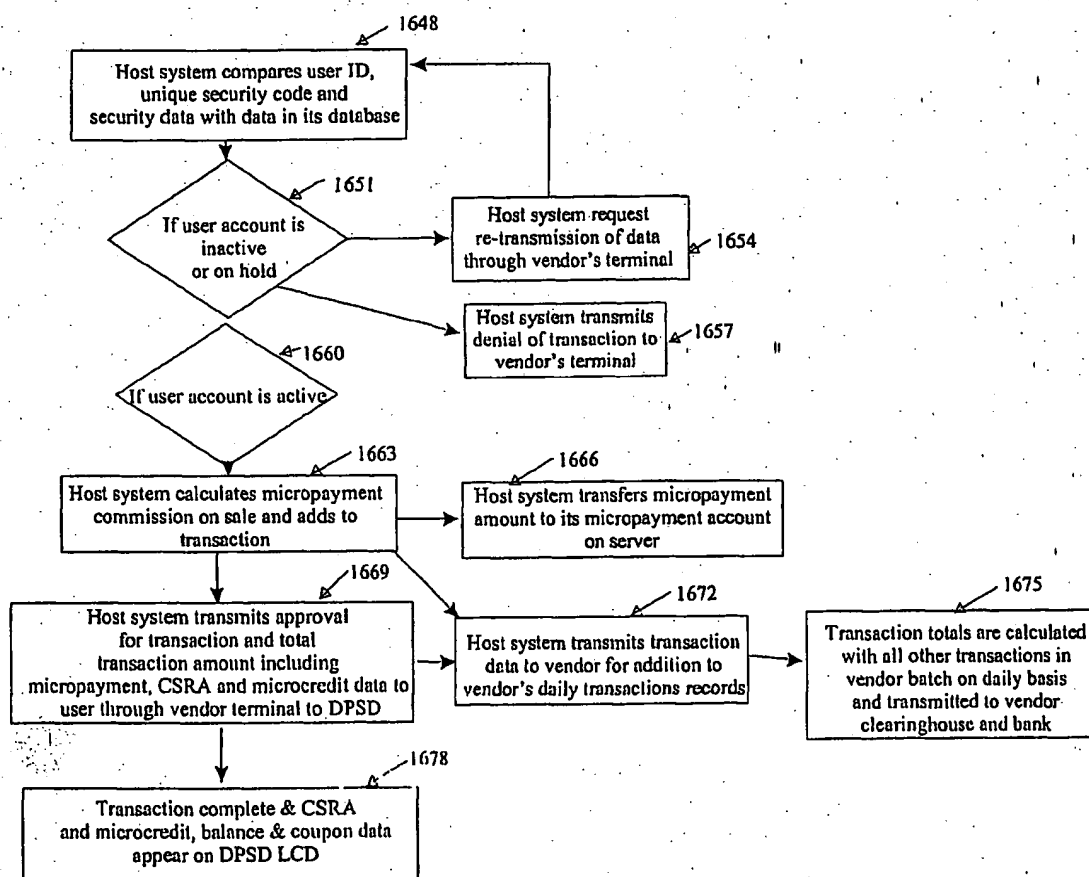 1648
Host system compares user ID,
unique security code and
security data with data in its database
1651
If user account is
inactive
or on hold
Host system request
re-transmission of data
through vendor's terminal
1654
Host system transmits
denial of transaction to
vendor's terminal
1657
1660
If user account is active
1663
Host system calculates micropayment
commission on sale and adds to
transaction
1666
Host system transfers micropayment
amount to its micropayment account
on server
1669
Host system transmits approval
for transaction and total
transaction amount including
micropayment, CSRA and microcredit data to
user through vendor terminal to DPSD
1672
Host system transmits transaction
data to vendor for addition to
vendor's daily transactions records
1675
Transaction totals are calculated
with all other transactions in
vendor batch on daily basis
and transmitted to vendor
clearinghouse and bank
1678
Transaction complete & CSRA
and microcredit, balance & coupon data
appear on DPSD LCD